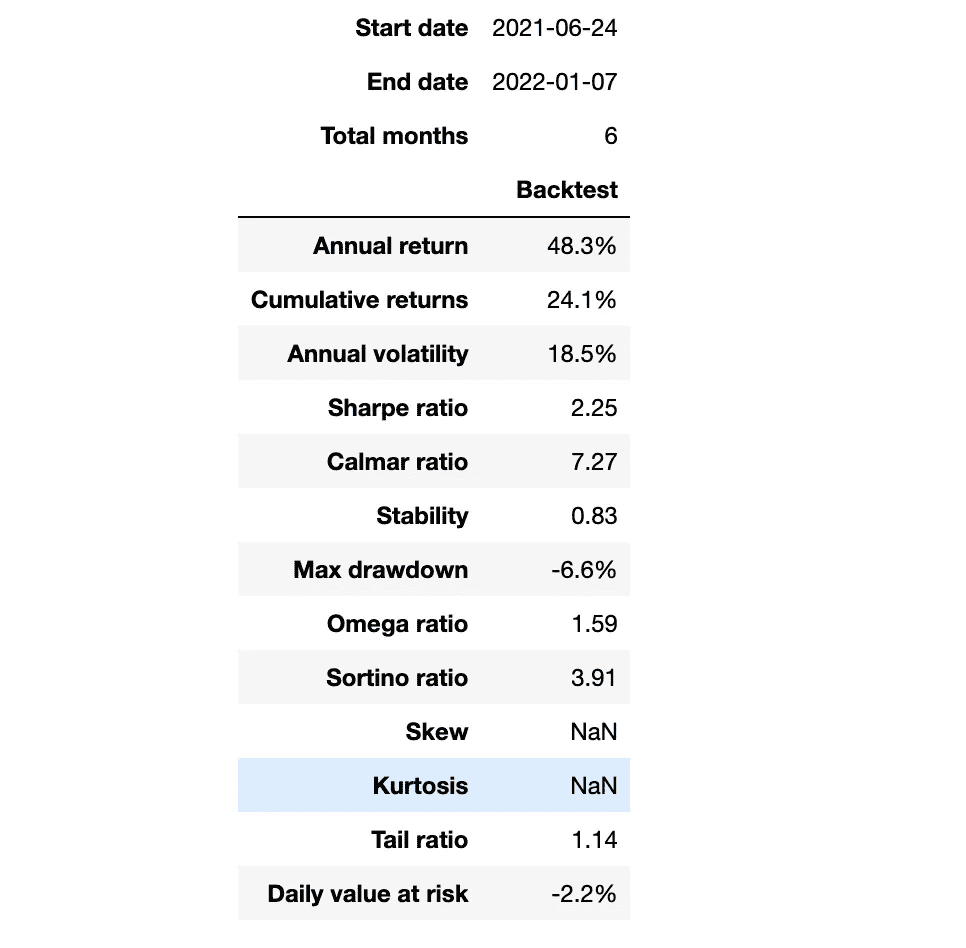 Start date 2021-06-24
End date 2022-01-07
Total months 6
Backtest
Annual return 48.3%
Cumulative returns 24.1%
Annual volatility 18.5%
Sharpe ratio 2.25
Calmar ratio 7.27
Stability 0.83
Max drawdown -6.6%
Omega ratio 1.59
Sortino ratio 3.91
Skew NaN
Kurtosis NaN
Tail ratio 1.14
Daily value at risk -2.2%